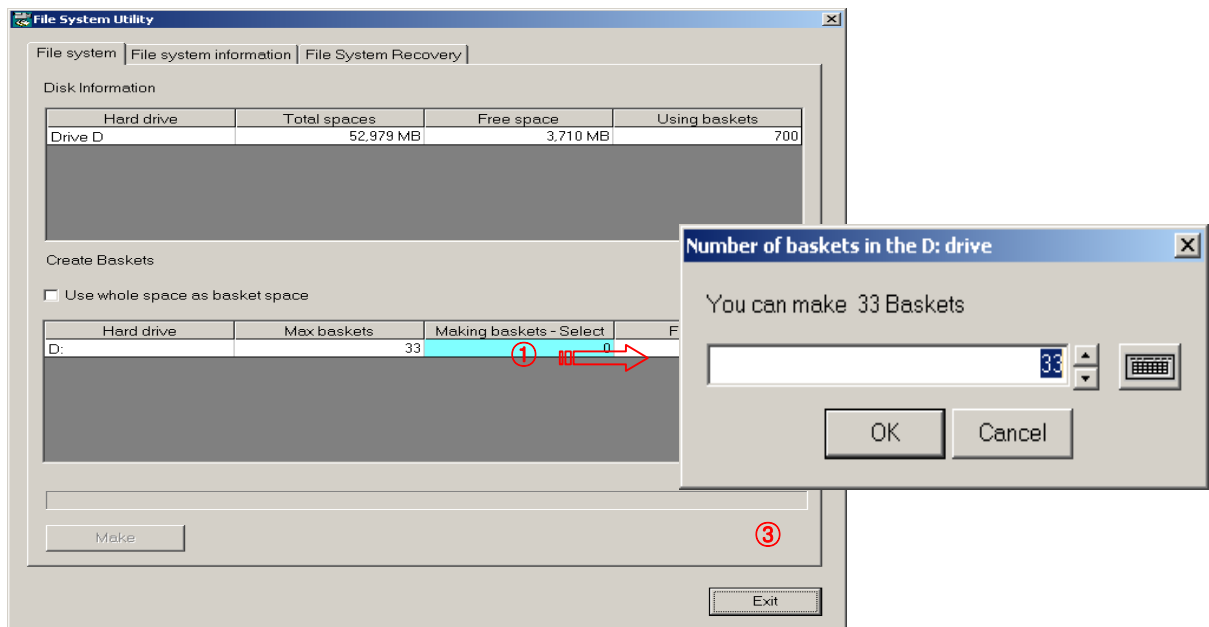 File System Utility
File system File system information File System Recovery
Disk Information
Hard drive Total spaces Free space Using baskets
Drive D 52,979 MB 3,710 MB 700
Create Baskets
Use whole space as basket space
Hard drive Max baskets Making baskets - Select F
D: 33 0
①
Make
③
Exit
Number of baskets in the D: drive
You can make 33 Baskets
33
OK Cancel